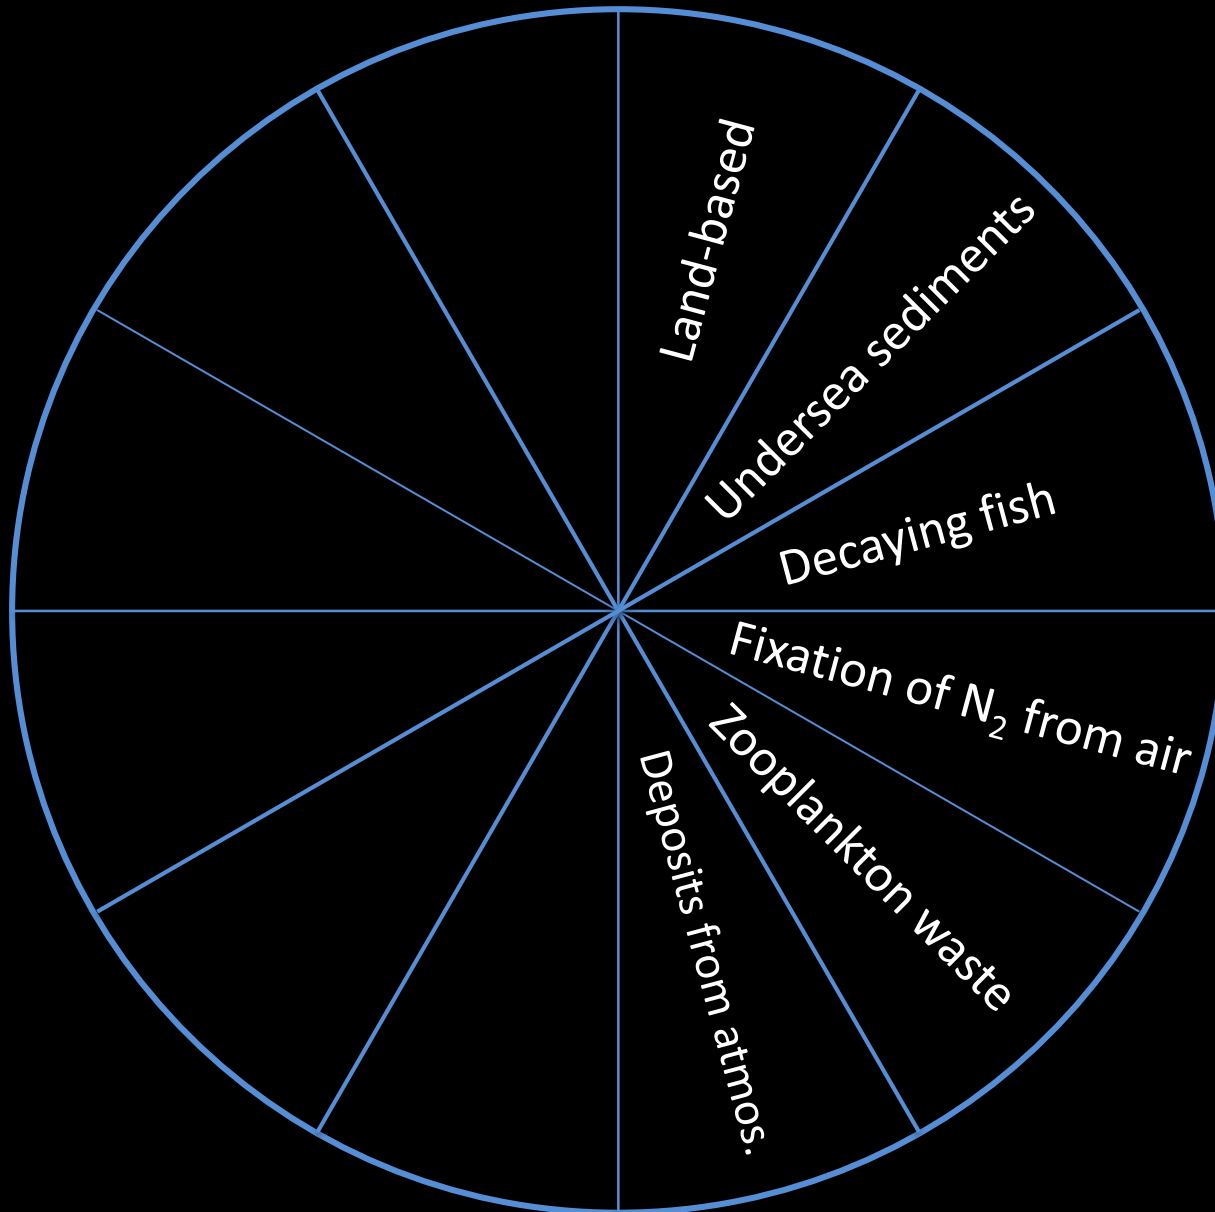 Land-based
Undersea sediments
Decaying fish
Fixation of N₂ from air
Zooplankton waste
Deposits from atmos.